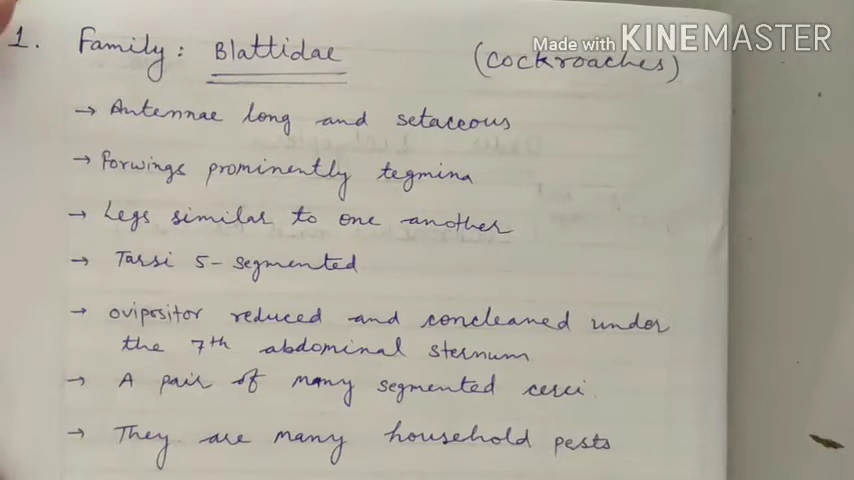 Made with KINEMASTER
1. Family: Blattidae (cockroaches)
→ Antennae long and setaceous
→ Forwings prominently tegmina
→ Legs similar to one another
→ Tarsi 5-segmented
→ ovipositor reduced and concleaned under
the 7th abdominal sternum
→ A pair of many segmented cerci
→ They are many household pests